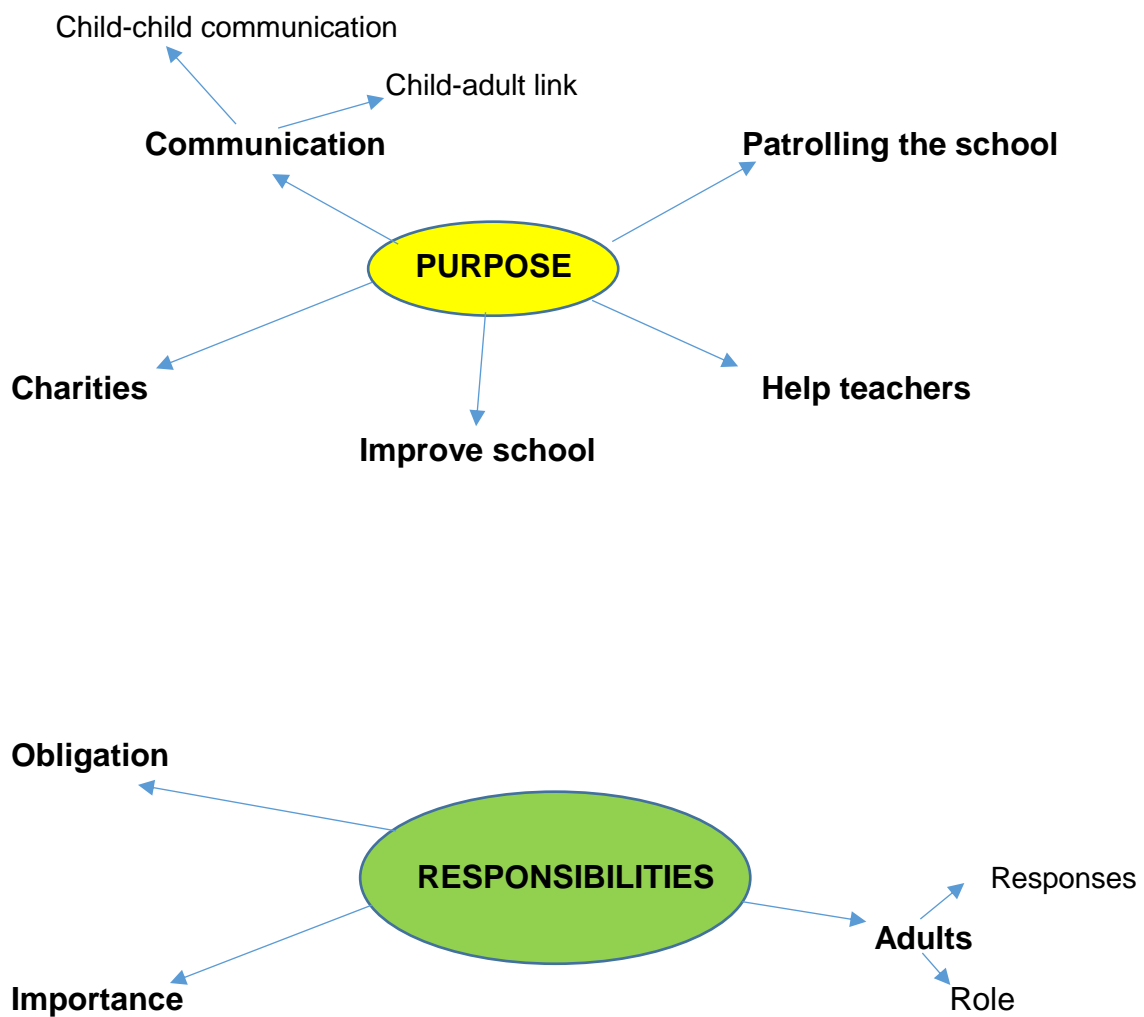 Child-child communication
Child-adult link
Communication
Patrolling the school
PURPOSE
Charities
Help teachers
Improve school
Obligation
RESPONSIBILITIES
Responses
Adults
Importance
Role